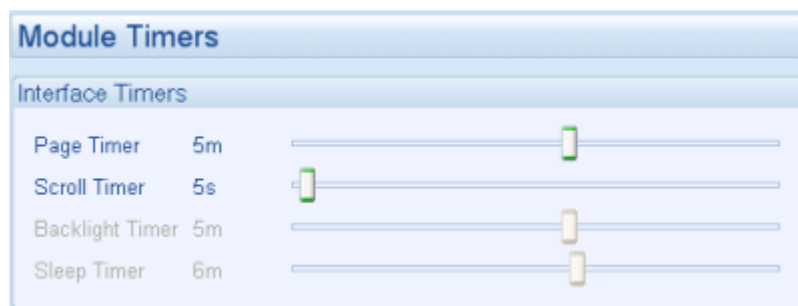 Module Timers
Interface Timers
Page Timer 5m
Scroll Timer 5s
Backlight Timer 5m
Sleep Timer 6m